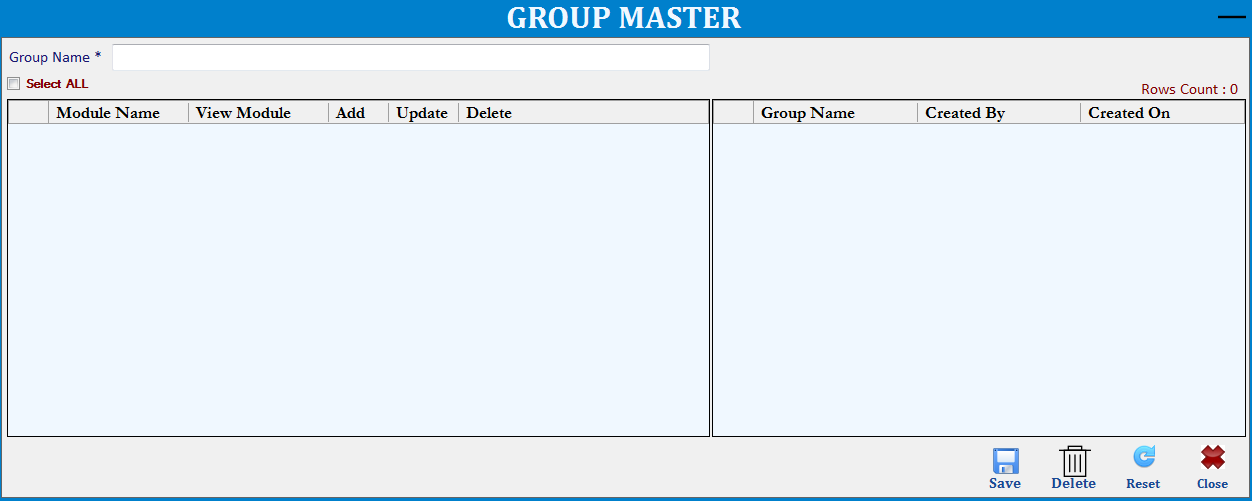 GROUP MASTER
Group Name *
Select ALL
Rows Count : 0
Module Name View Module Add Update Delete
Group Name Created By Created On
Save Delete Reset Close